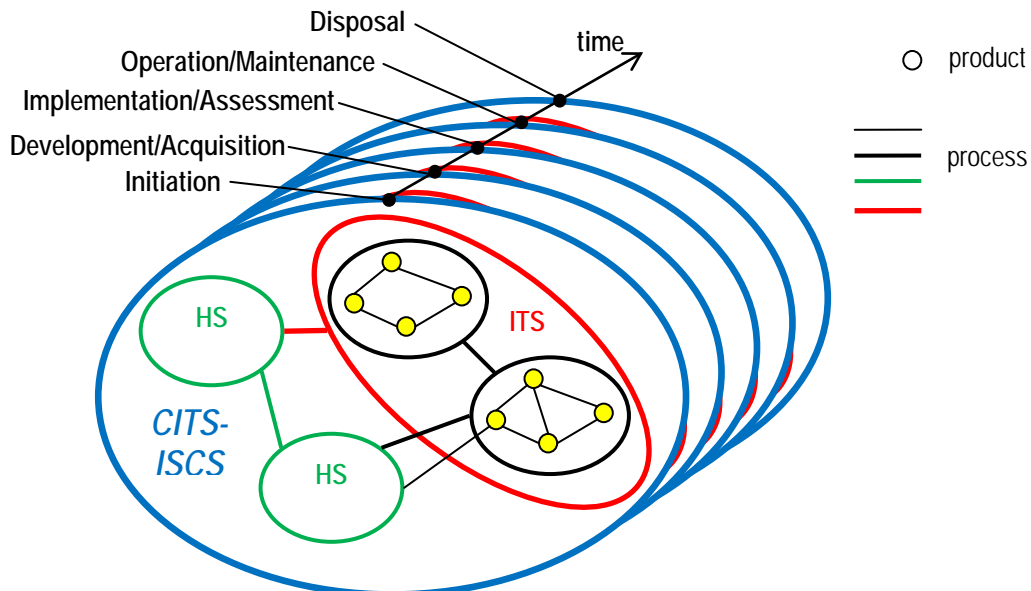 Disposal
time
Operation/Maintenance
product
Implementation/Assessment
Development/Acquisition
process
Initiation
HS
ITS
CITS-
ISCS
HS